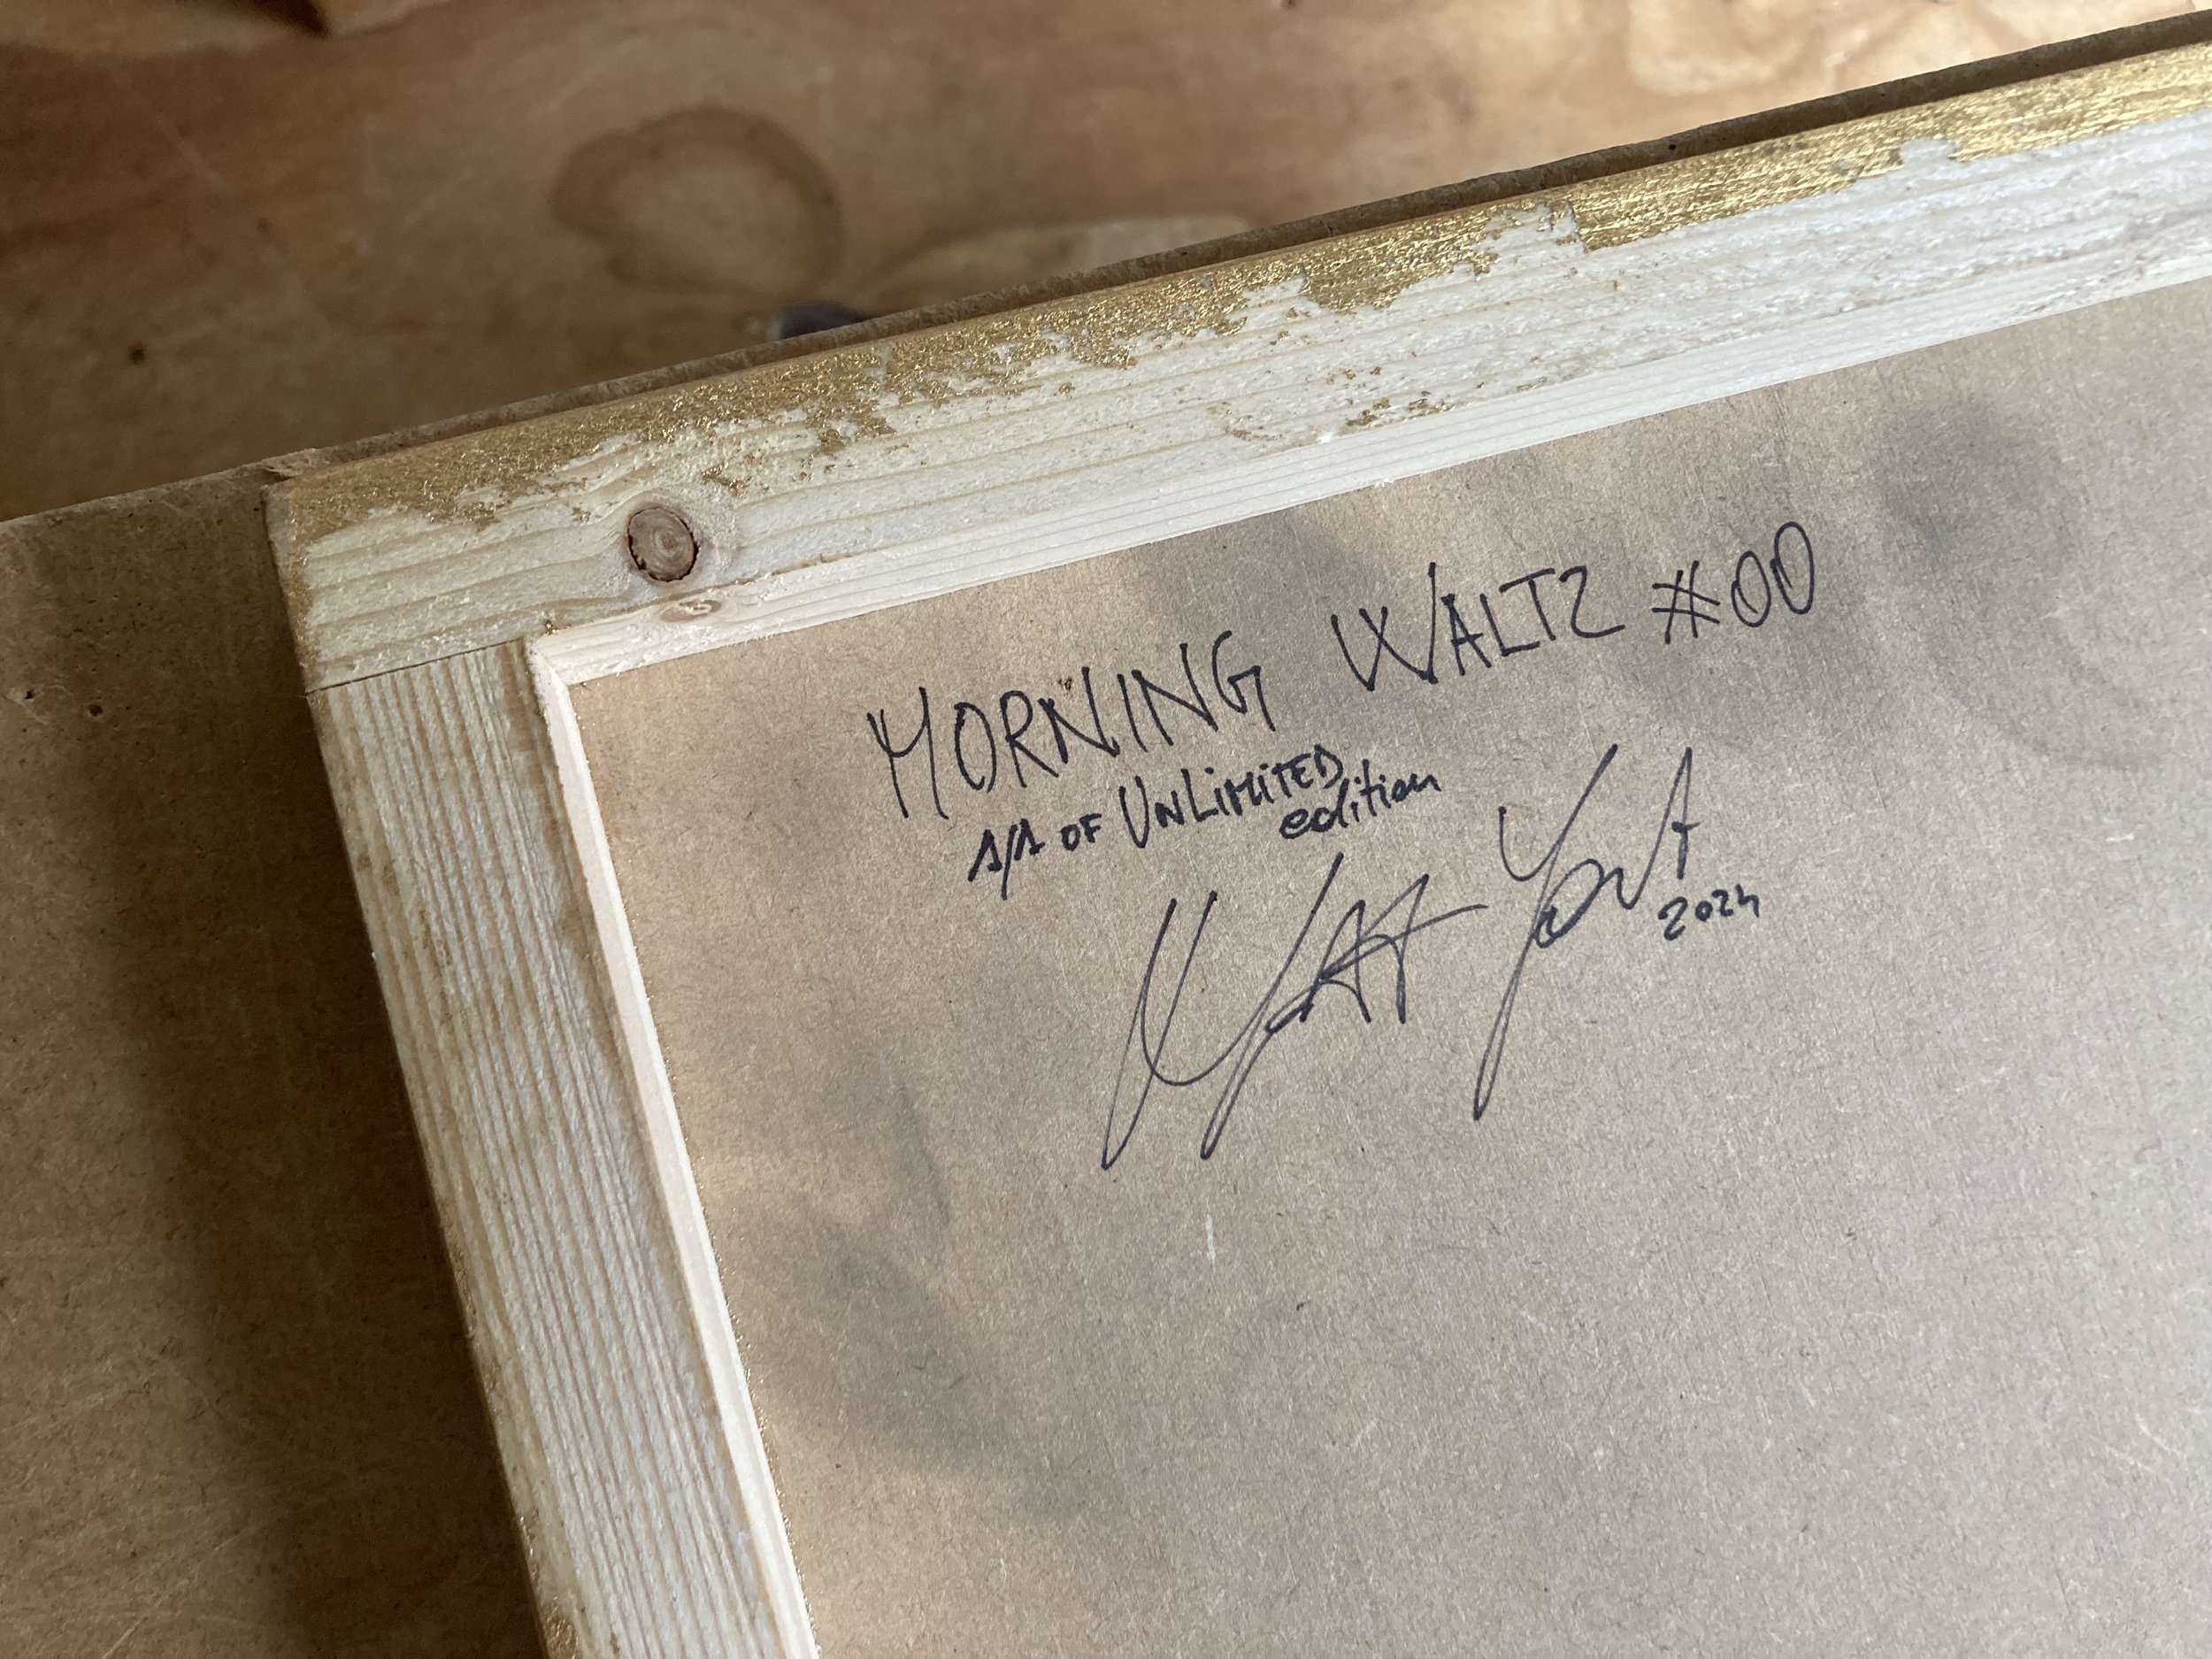 MORNING WALTZ #00
1/1 OF UNLiMiTED
edition
2024